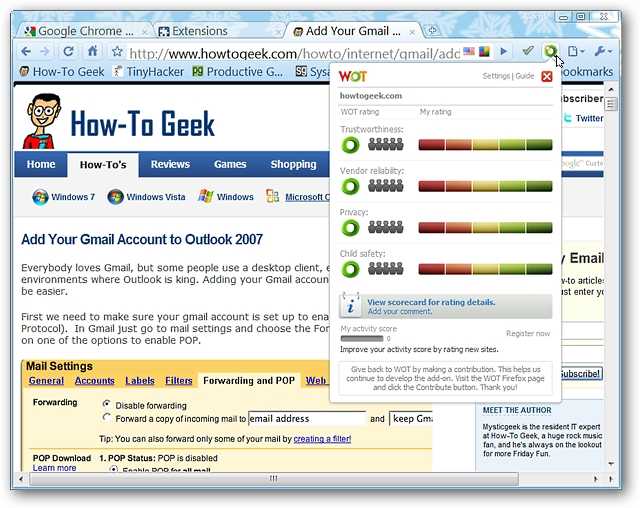 Google Chrome ...
Extensions
Add Your Gmail ...
http://www.howtogeek.com/howto/internet/gmail/add
How-To Geek
TinyHacker
Productive G...
Sysa
bookmarks
WOT
Settings | Guide
howtogeek.com
WOT rating
My rating
Trustworthiness:
Vendor reliability:
Privacy:
Child safety:
View scorecard for rating details.
Add your comment.
My activity score
0
Register now
Improve your activity score by rating new sites.
Give back to WOT by making a contribution. This helps us
continue to develop the add-on. Visit the WOT Firefox page
and click the Contribute button. Thank you!
How-To Geek
Subscriber
Twitter
Home
How-To's
Reviews
Games
Shopping
Windows 7
Windows Vista
Windows
Microsoft O
Add Your Gmail Account to Outlook 2007
Everybody loves Gmail, but some people use a desktop client, e
environments where Outlook is king. Adding your Gmail accoun
be easier.
First we need to make sure your gmail account is set up to ena
Protocol). In Gmail just go to mail settings and choose the For
on one of the options to enable POP.
y Email
w-to articles
st enter you
Subscribe!
Mail Settings
General
Accounts
Labels
Filters
Forwarding and POP
Web
Forwarding
Disable forwarding
Forward a copy of incoming mail to
email address
and
keep Gma
Tip: You can also forward only some of your mail by creating a filter!
POP Download
Learn more
1. POP Status: POP is disabled
Enable POP for all mail
MEET THE AUTHOR
Mysticgeek is the resident IT expert
at How-To Geek, a huge rock music
fan, and he's always on the lookout
for more Friday Fun.